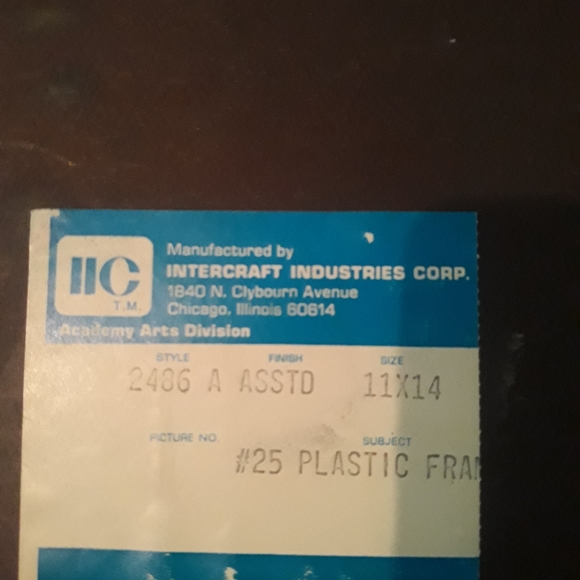 IIC
T.M.
Manufactured by
INTERCRAFT INDUSTRIES CORP.
1840 N. Clybourn Avenue
Chicago, Illinois 60614
Academy Arts Division
STYLE FINISH SIZE
2486 A ASSTD 11X14
PICTURE NO. SUBJECT
#25 PLASTIC FRAM